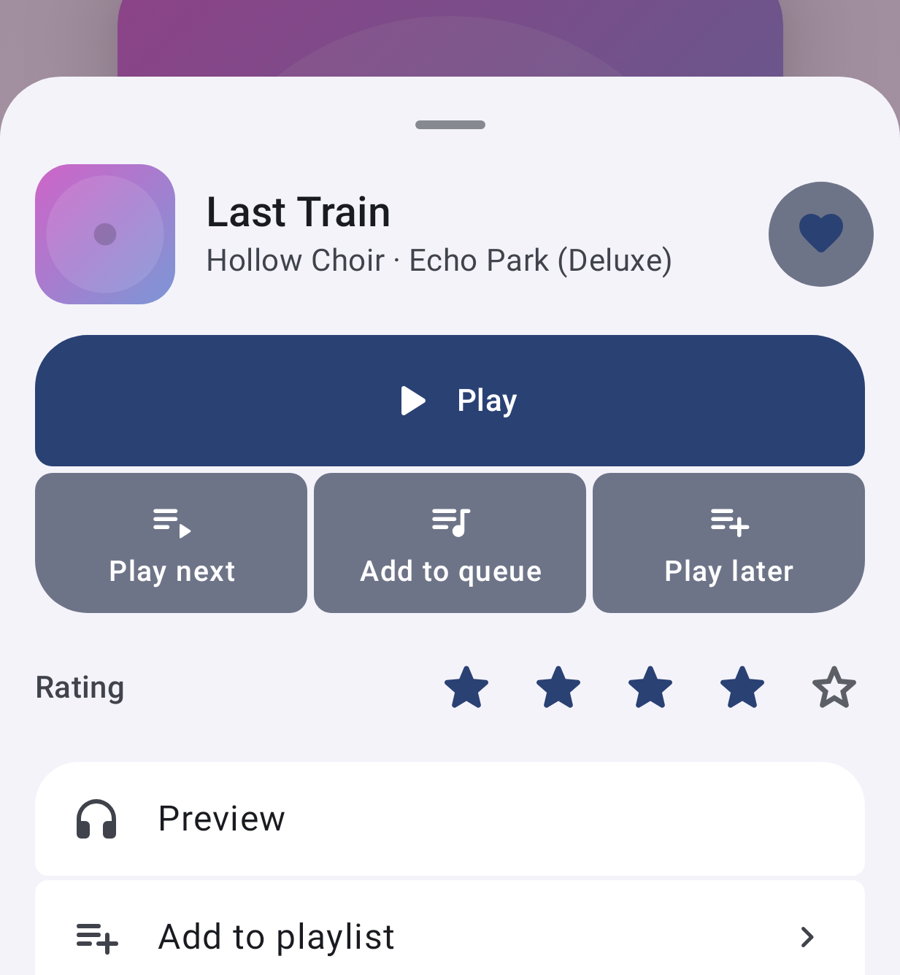 Last Train
Hollow Choir · Echo Park (Deluxe)
Play
Play next
Add to queue
Play later
Rating
Preview
Add to playlist